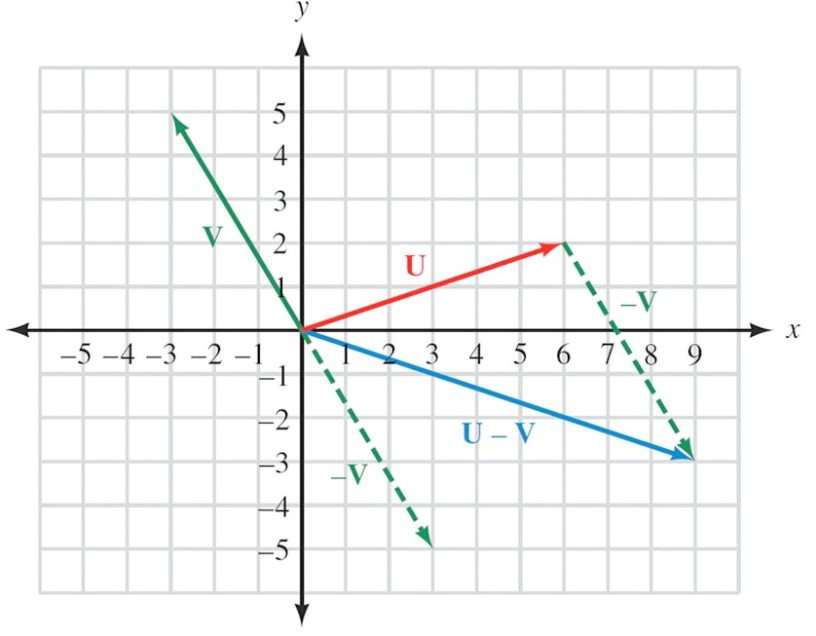 y
5
4
3
2
1
V
U
–V
–5 –4 –3 –2 –1
1 2 3 4 5 6 7 8 9
x
–1
–2
–3
–4
–5
U – V
–V